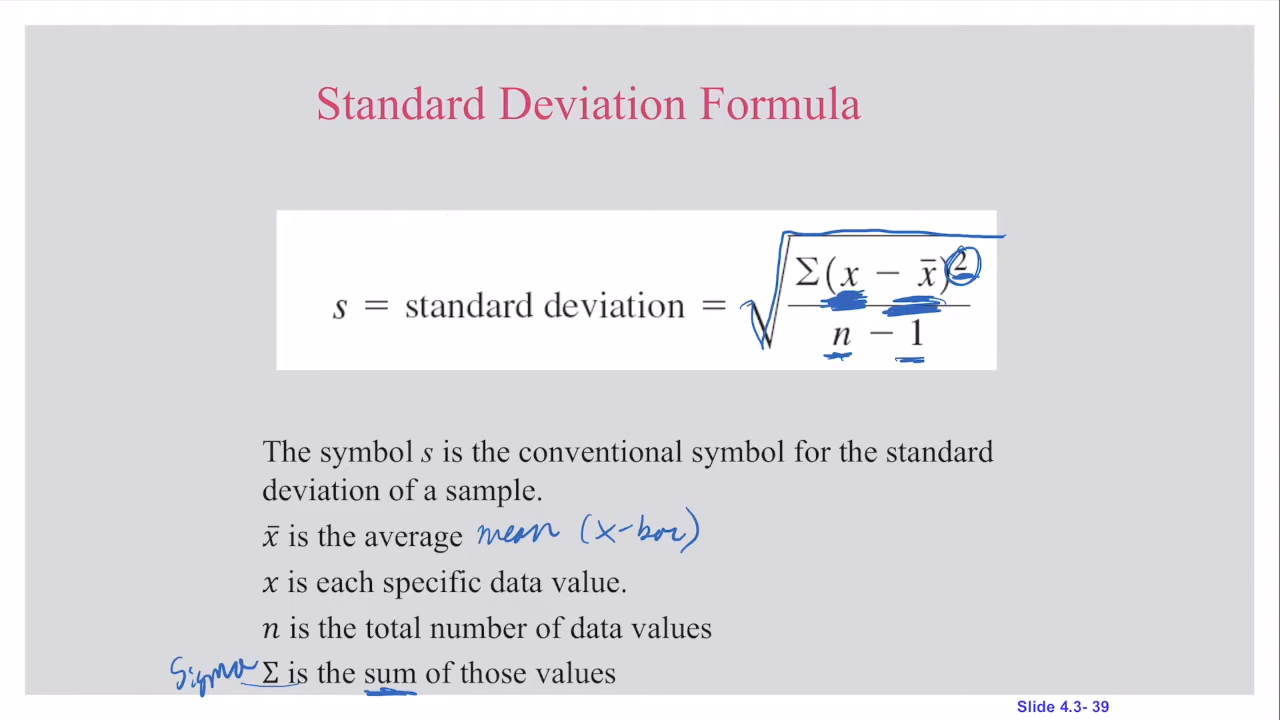 Standard Deviation Formula
s = standard deviation = √(Σ(x − x̄)² / (n − 1))
The symbol s is the conventional symbol for the standard
deviation of a sample.
x̄ is the average mean (x-bar)
x is each specific data value.
n is the total number of data values
Sigma Σ is the sum of those values
Slide 4.3- 39